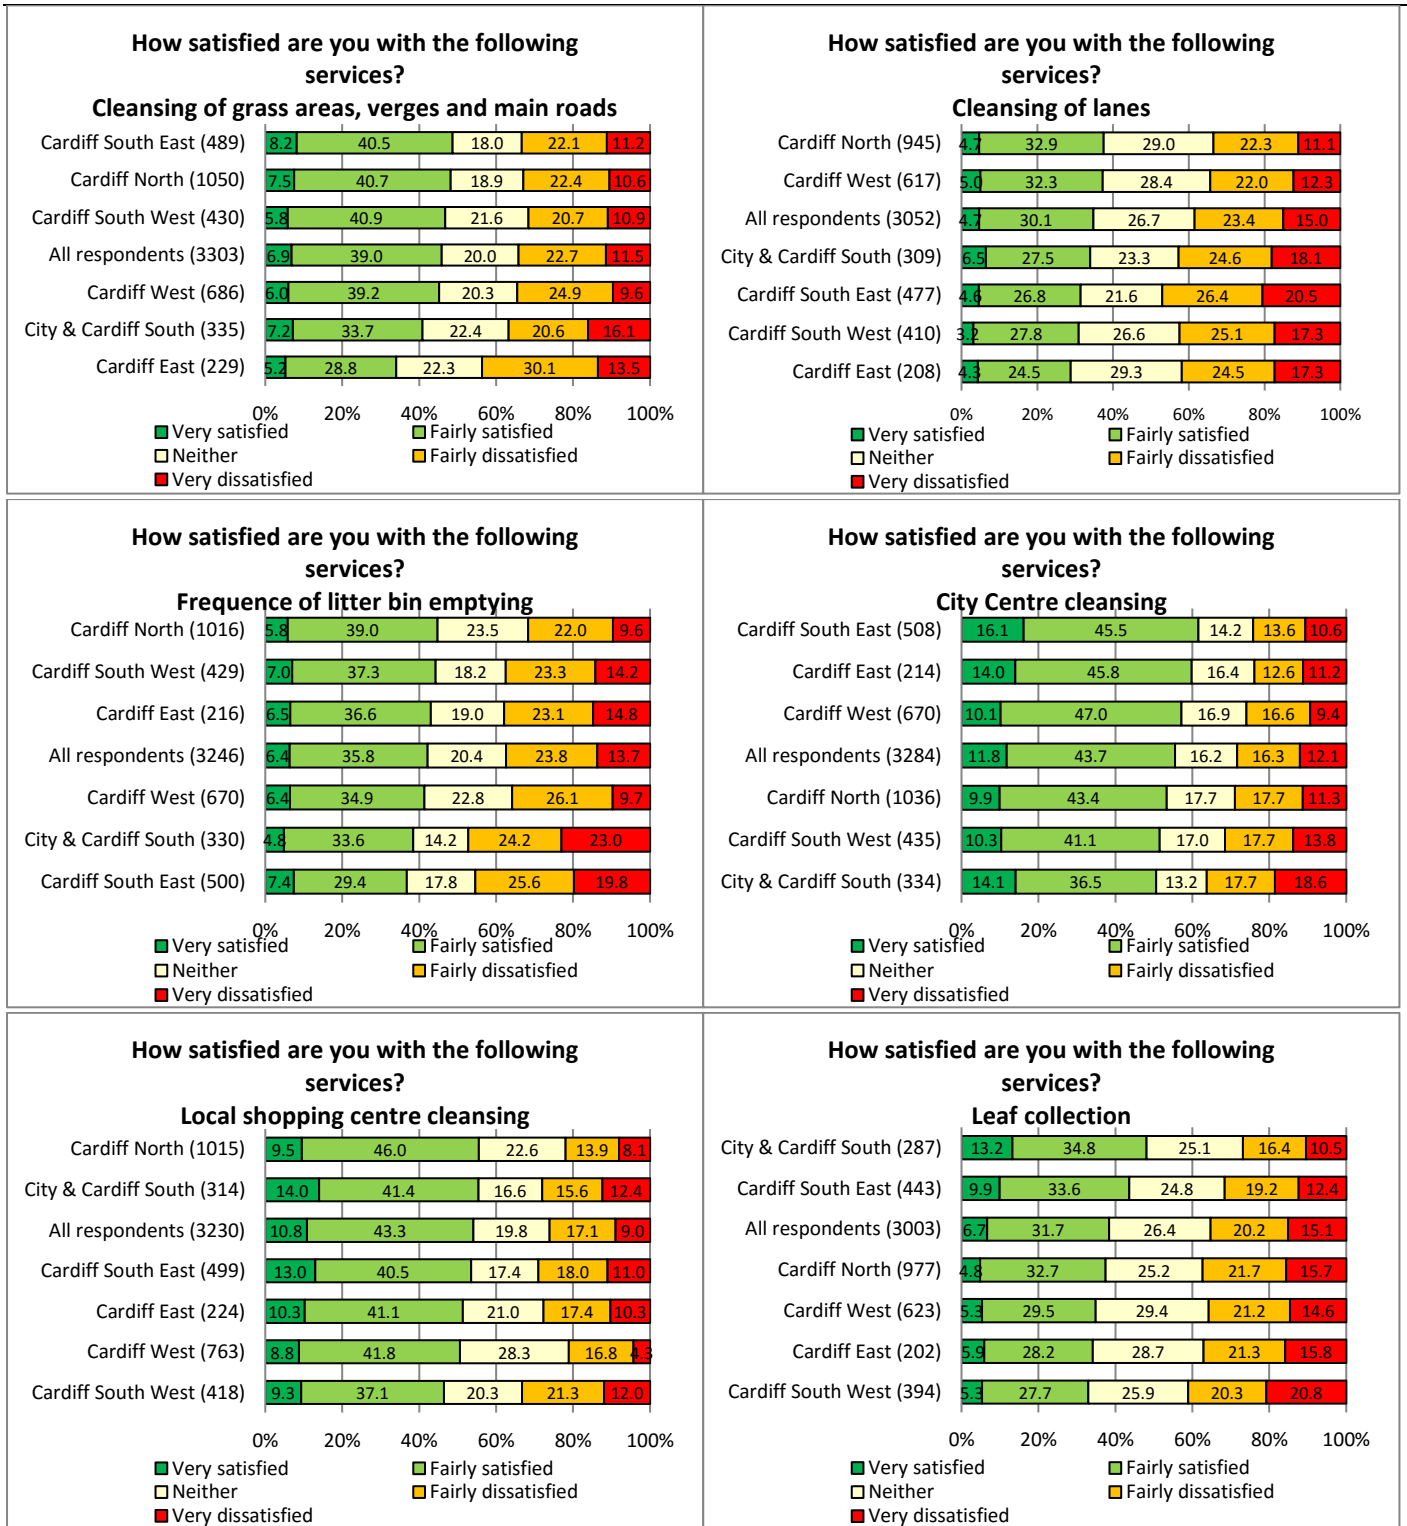 How satisfied are you with the following
services?
Cleansing of grass areas, verges and main roads
Cardiff South East (489) 8.2 40.5 18.0 22.1 11.2
Cardiff North (1050) 7.5 40.7 18.9 22.4 10.6
Cardiff South West (430) 5.8 40.9 21.6 20.7 10.9
All respondents (3303) 6.9 39.0 20.0 22.7 11.5
Cardiff West (686) 6.0 39.2 20.3 24.9 9.6
City & Cardiff South (335) 7.2 33.7 22.4 20.6 16.1
Cardiff East (229) 5.2 28.8 22.3 30.1 13.5
0% 20% 40% 60% 80% 100%
Very satisfied Fairly satisfied
Neither Fairly dissatisfied
Very dissatisfied
How satisfied are you with the following
services?
Cleansing of lanes
Cardiff North (945) 4.7 32.9 29.0 22.3 11.1
Cardiff West (617) 5.0 32.3 28.4 22.0 12.3
All respondents (3052) 4.7 30.1 26.7 23.4 15.0
City & Cardiff South (309) 6.5 27.5 23.3 24.6 18.1
Cardiff South East (477) 4.6 26.8 21.6 26.4 20.5
Cardiff South West (410) 3.2 27.8 26.6 25.1 17.3
Cardiff East (208) 4.3 24.5 29.3 24.5 17.3
0% 20% 40% 60% 80% 100%
Very satisfied Fairly satisfied
Neither Fairly dissatisfied
Very dissatisfied
How satisfied are you with the following
services?
Frequence of litter bin emptying
Cardiff North (1016) 5.8 39.0 23.5 22.0 9.6
Cardiff South West (429) 7.0 37.3 18.2 23.3 14.2
Cardiff East (216) 6.5 36.6 19.0 23.1 14.8
All respondents (3246) 6.4 35.8 20.4 23.8 13.7
Cardiff West (670) 6.4 34.9 22.8 26.1 9.7
City & Cardiff South (330) 4.8 33.6 14.2 24.2 23.0
Cardiff South East (500) 7.4 29.4 17.8 25.6 19.8
0% 20% 40% 60% 80% 100%
Very satisfied Fairly satisfied
Neither Fairly dissatisfied
Very dissatisfied
How satisfied are you with the following
services?
City Centre cleansing
Cardiff South East (508) 16.1 45.5 14.2 13.6 10.6
Cardiff East (214) 14.0 45.8 16.4 12.6 11.2
Cardiff West (670) 10.1 47.0 16.9 16.6 9.4
All respondents (3284) 11.8 43.7 16.2 16.3 12.1
Cardiff North (1036) 9.9 43.4 17.7 17.7 11.3
Cardiff South West (435) 10.3 41.1 17.0 17.7 13.8
City & Cardiff South (334) 14.1 36.5 13.2 17.7 18.6
0% 20% 40% 60% 80% 100%
Very satisfied Fairly satisfied
Neither Fairly dissatisfied
Very dissatisfied
How satisfied are you with the following
services?
Local shopping centre cleansing
Cardiff North (1015) 9.5 46.0 22.6 13.9 8.1
City & Cardiff South (314) 14.0 41.4 16.6 15.6 12.4
All respondents (3230) 10.8 43.3 19.8 17.1 9.0
Cardiff South East (499) 13.0 40.5 17.4 18.0 11.0
Cardiff East (224) 10.3 41.1 21.0 17.4 10.3
Cardiff West (763) 8.8 41.8 28.3 16.8 4.3
Cardiff South West (418) 9.3 37.1 20.3 21.3 12.0
0% 20% 40% 60% 80% 100%
Very satisfied Fairly satisfied
Neither Fairly dissatisfied
Very dissatisfied
How satisfied are you with the following
services?
Leaf collection
City & Cardiff South (287) 13.2 34.8 25.1 16.4 10.5
Cardiff South East (443) 9.9 33.6 24.8 19.2 12.4
All respondents (3003) 6.7 31.7 26.4 20.2 15.1
Cardiff North (977) 4.8 32.7 25.2 21.7 15.7
Cardiff West (623) 5.3 29.5 29.4 21.2 14.6
Cardiff East (202) 5.9 28.2 28.7 21.3 15.8
Cardiff South West (394) 5.3 27.7 25.9 20.3 20.8
0% 20% 40% 60% 80% 100%
Very satisfied Fairly satisfied
Neither Fairly dissatisfied
Very dissatisfied